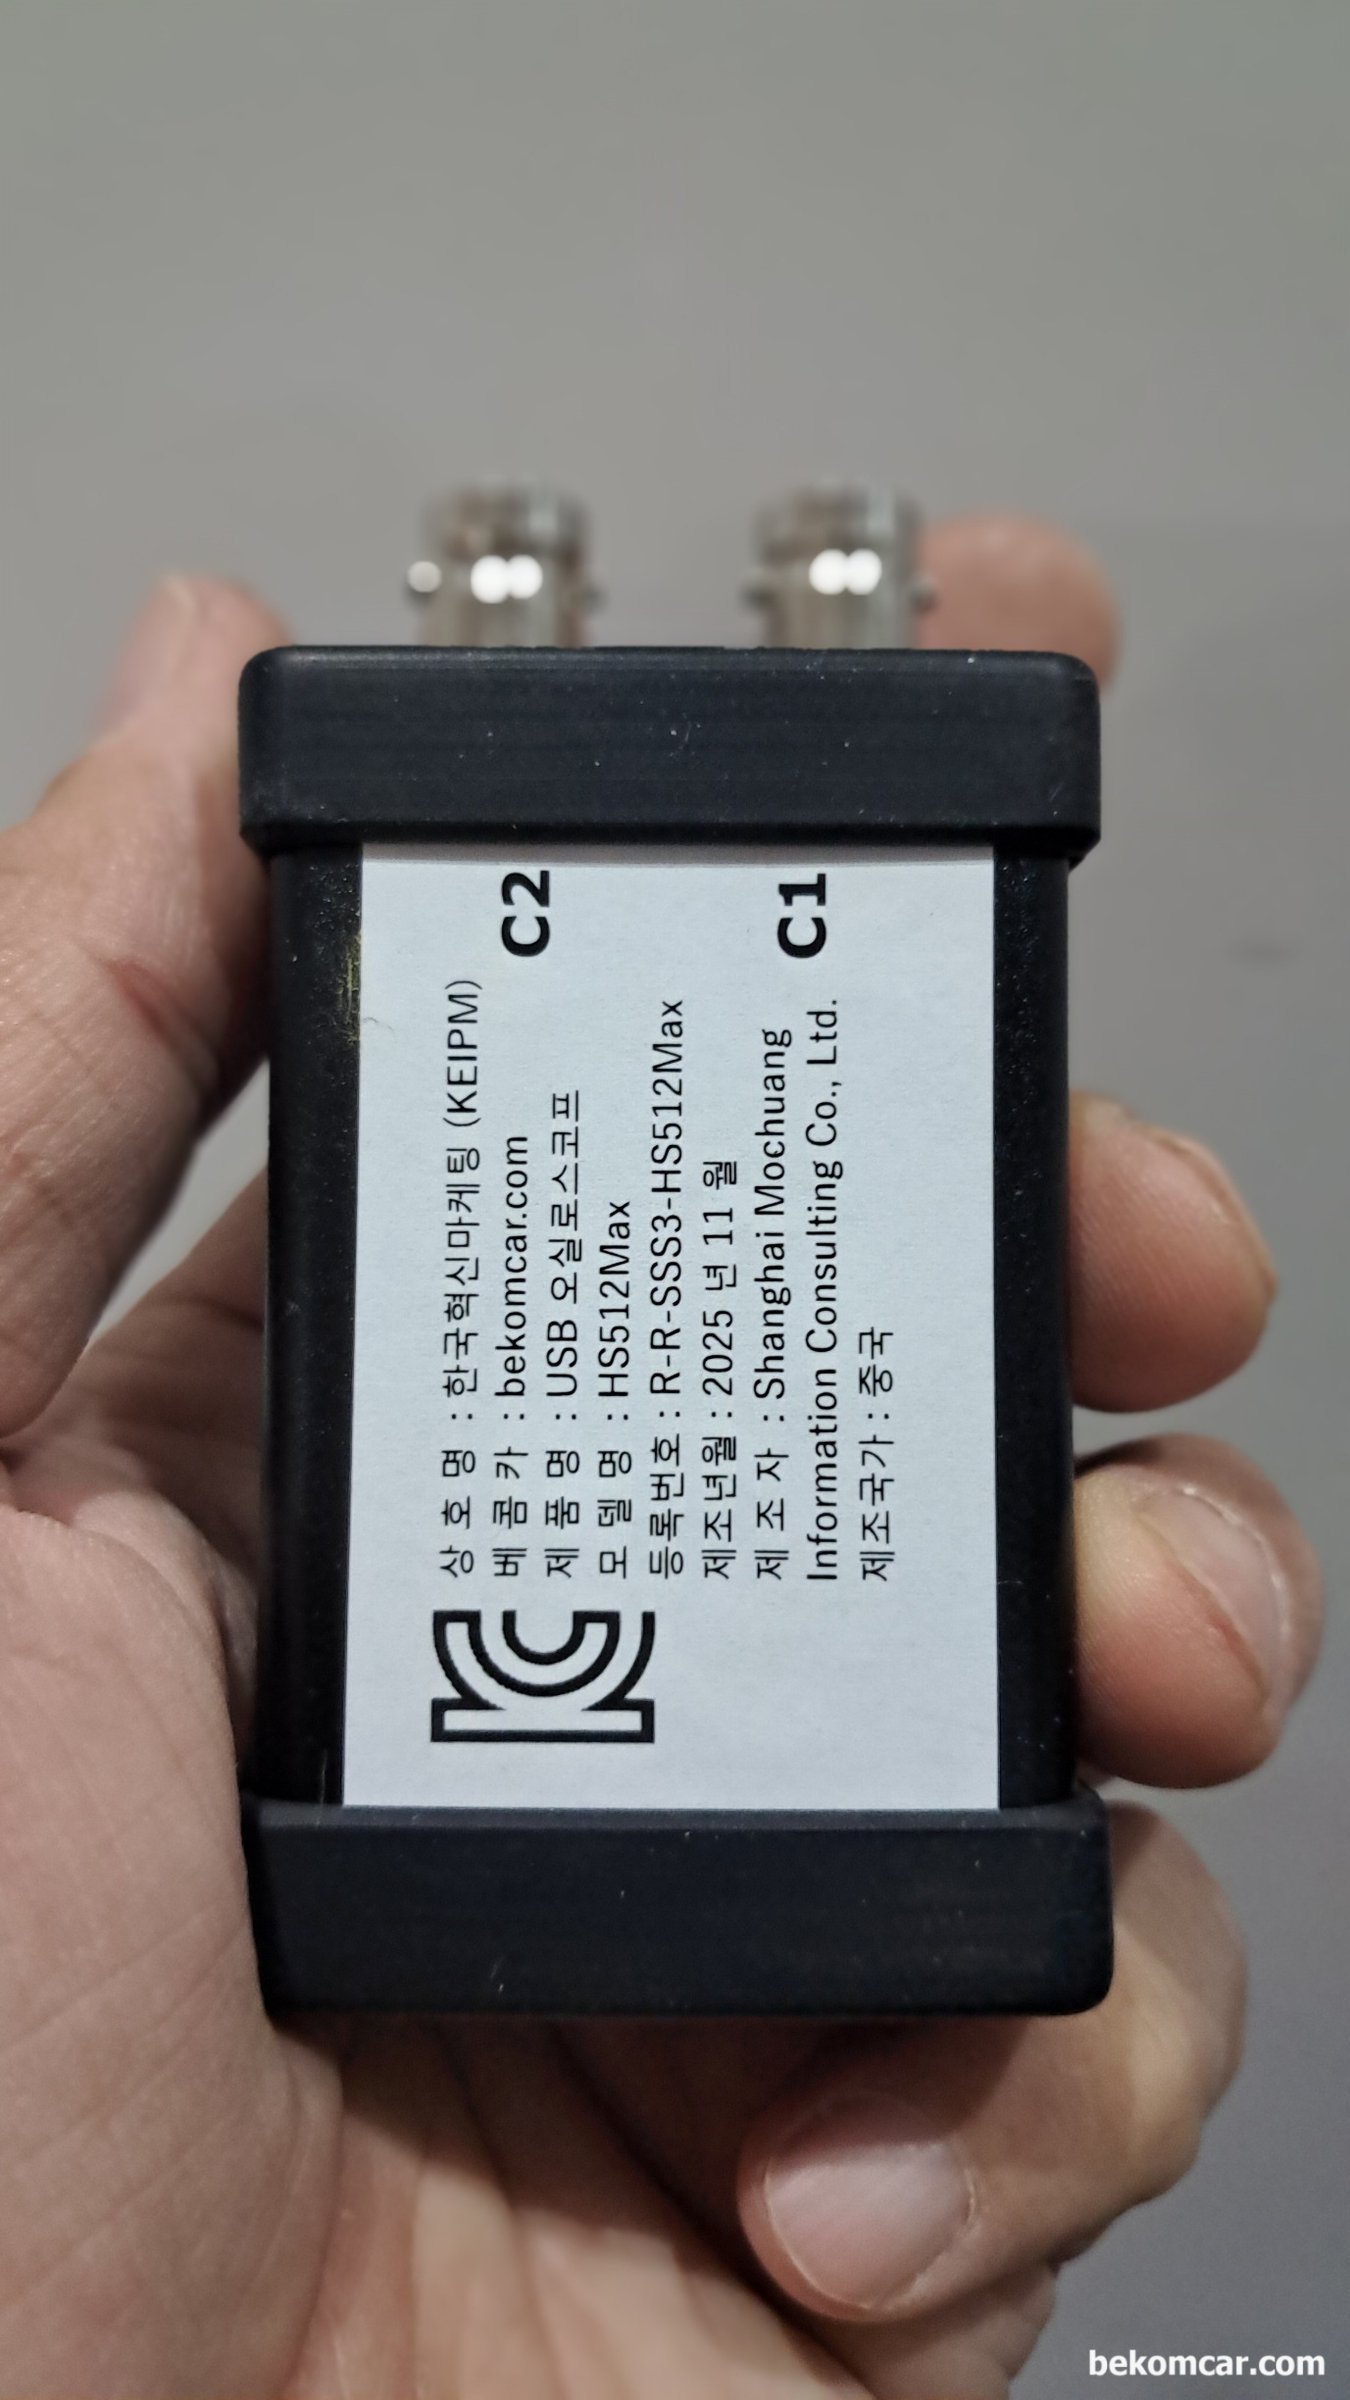 C2
C1
상 호 명 : 한국혁신마케팅 (KEIPM)
베 콤 카 : bekomcar.com
제 품 명 : USB 오실로스코프
모 델 명 : HS512Max
등록번호 : R-R-SSS3-HS512Max
제조년월 : 2025 년 11 월
제 조 자 : Shanghai Mochuang
Information Consulting Co., Ltd.
제조국가 : 중국
KC
bekomcar.com